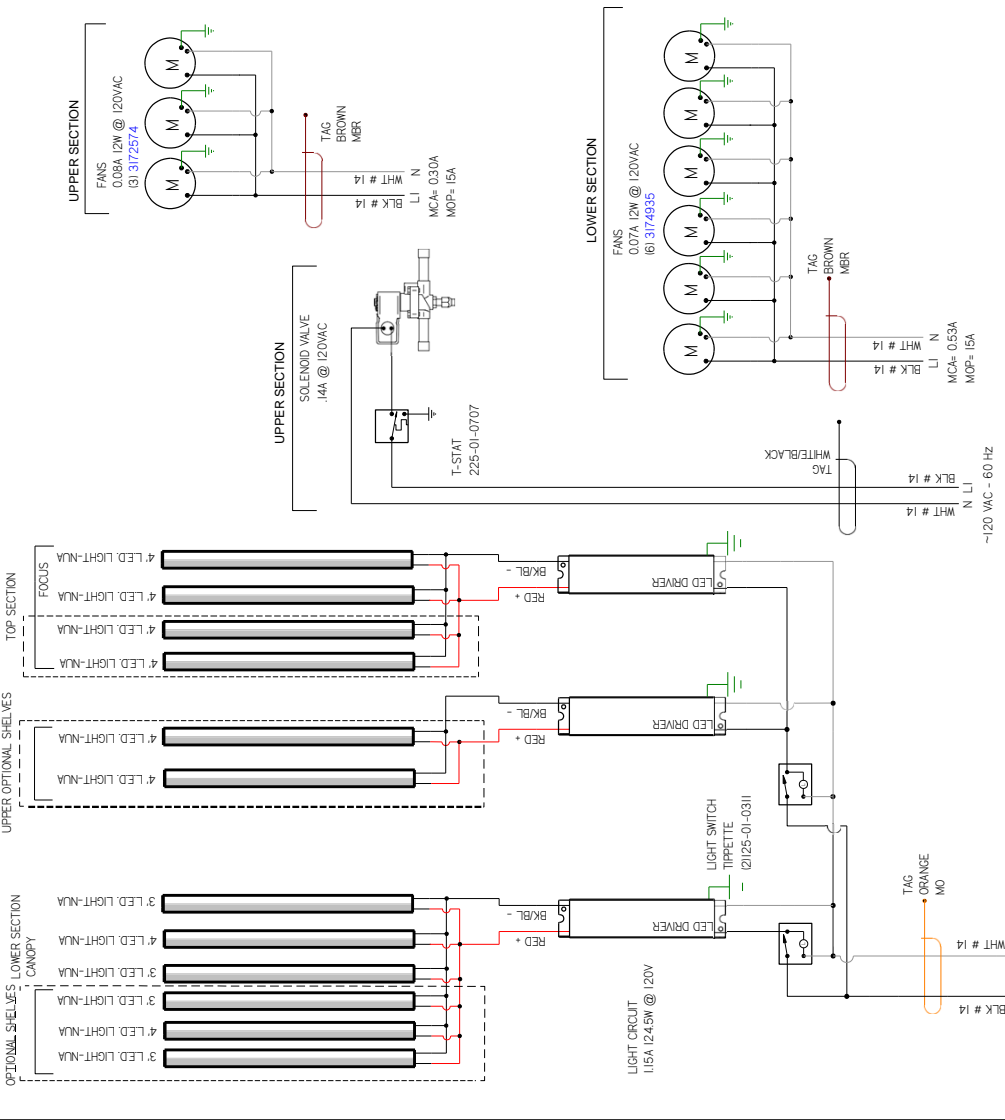 UPPER SECTION
FANS
0.08A 12W @ 120VAC
(3) 3172574
M
M
M
TAG
BROWN
MBR
BLK # 14
WHT # 14
L1
N
MCA= 0.30A
MOP= 15A
LOWER SECTION
FANS
0.07A 12W @ 120VAC
(6) 3174935
M
M
M
M
M
M
TAG
BROWN
MBR
BLK # 14
WHT # 14
L1
N
MCA= 0.53A
MOP= 15A
UPPER SECTION
SOLENOID VALVE
.14A @ 120VAC
T-STAT
225-01-0707
TAG
WHITE/BLACK
WHT # 14
BLK # 14
N
L1
~120 VAC - 60 Hz
TOP SECTION
FOCUS
4'. LED. LIGHT-NUA
4'. LED. LIGHT-NUA
4'. LED. LIGHT-NUA
4'. LED. LIGHT-NUA
BK/BL -
RED +
LED DRIVER
UPPER OPTIONAL SHELVES
4'. LED. LIGHT-NUA
4'. LED. LIGHT-NUA
BK/BL -
RED +
LED DRIVER
LOWER SECTION
CANOPY
3'. LED. LIGHT-NUA
4'. LED. LIGHT-NUA
3'. LED. LIGHT-NUA
OPTIONAL SHELVES
3'. LED. LIGHT-NUA
4'. LED. LIGHT-NUA
3'. LED. LIGHT-NUA
BK/BL -
RED +
LED DRIVER
LIGHT SWITCH
TIPPETTE
(2)125-01-0311
LIGHT CIRCUIT
1.15A 124.5W @ 120V
TAG
ORANGE
MO
WHT # 14
BLK # 14